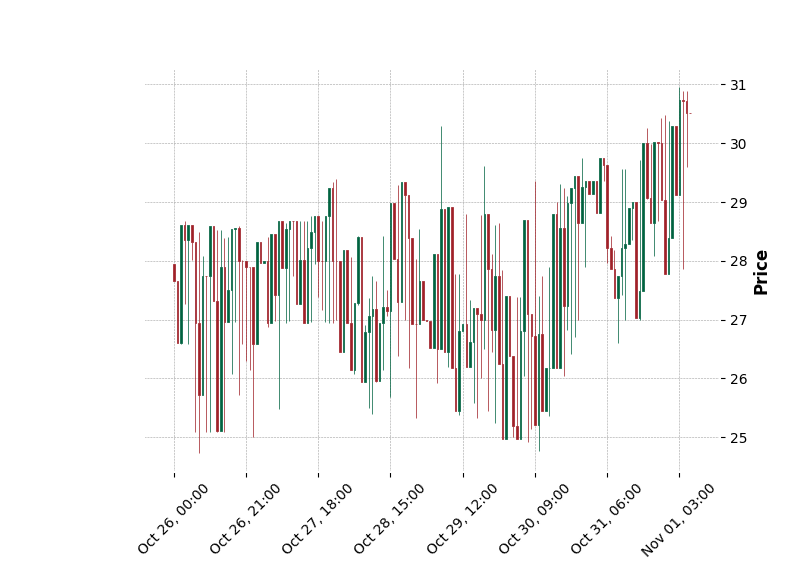 31
30
29
28
27
26
25
Price
Oct 26, 00:00
Oct 26, 21:00
Oct 27, 18:00
Oct 28, 15:00
Oct 29, 12:00
Oct 30, 09:00
Oct 31, 06:00
Nov 01, 03:00